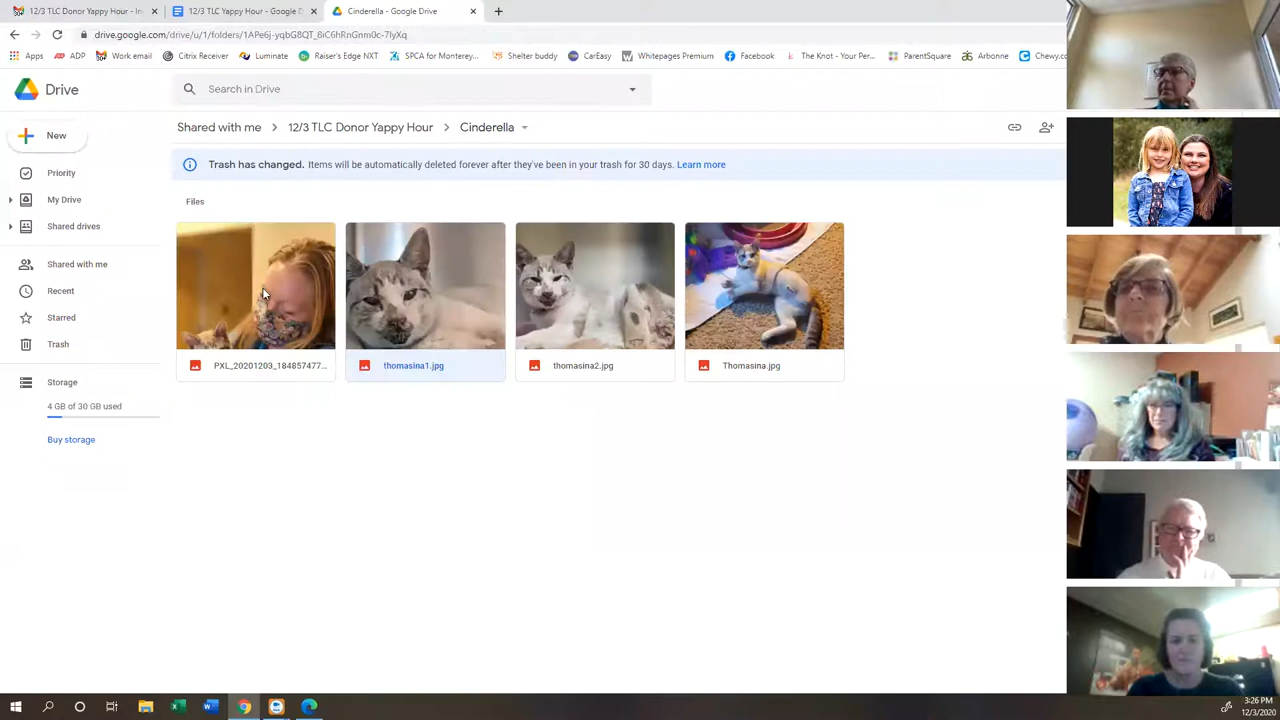 12/3 TLC Donor Yappy Hour - In
12/3 TLC Yappy Hour - Google D
Cinderella - Google Drive
drive.google.com/drive/u/1/folders/1APe6j-yqbG8QT_8iC6hRnGnm0c-7IyXq
Apps ADP Work email Citrix Receiver Luminate Raiser's Edge NXT SPCA for Monterey... Shelter buddy CarEasy Whitepages Premium Facebook The Knot - Your Per... ParentSquare Arbonne Chewy.co
Drive
Search in Drive
New
Shared with me > 12/3 TLC Donor Yappy Hour > Cinderella
Trash has changed. Items will be automatically deleted forever after they've been in your trash for 30 days. Learn more
Priority
My Drive
Shared drives
Shared with me
Recent
Starred
Trash
Storage
4 GB of 30 GB used
Buy storage
Files
PXL_20201203_184857477...
thomasina1.jpg
thomasina2.jpg
Thomasina.jpg
3:26 PM
12/3/2020